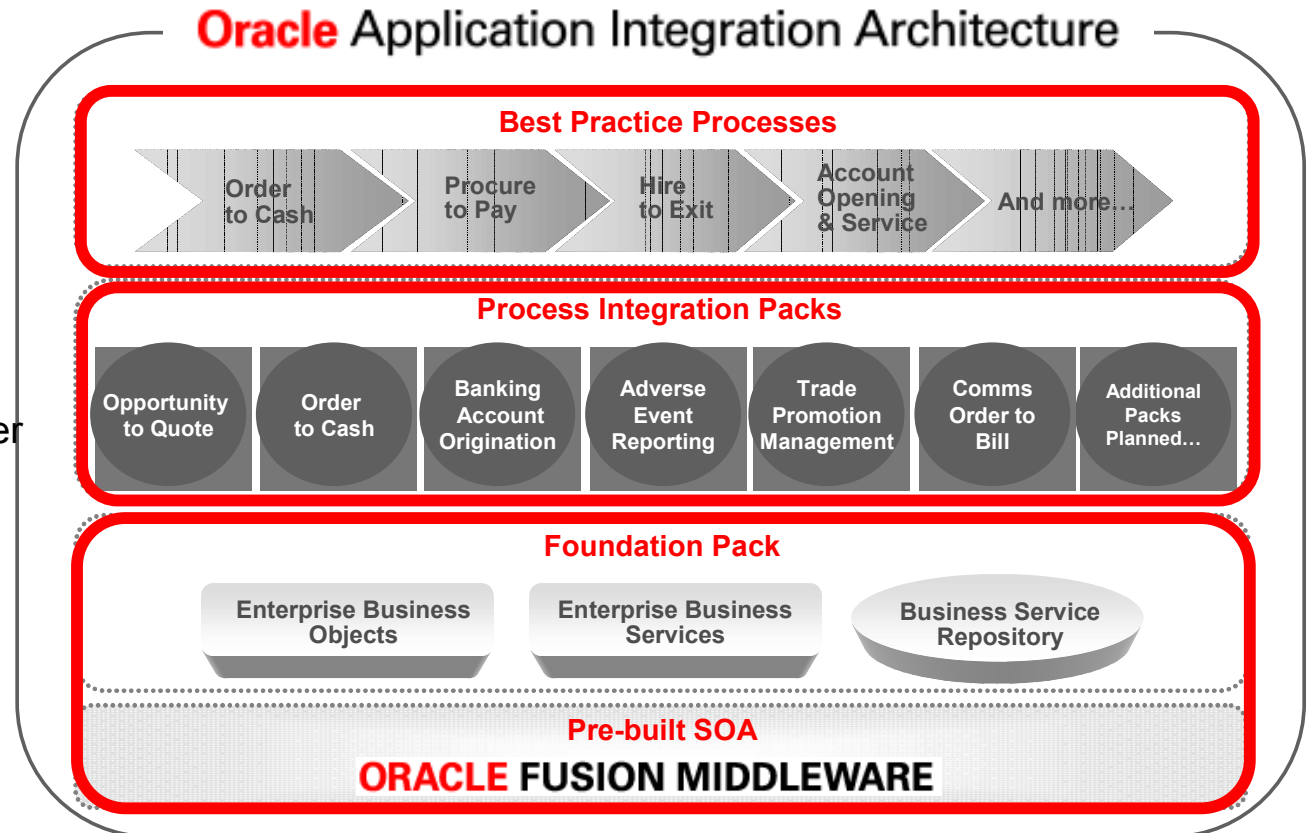 Oracle Application Integration Architecture
Best Practice Processes
Order
to Cash
Procure
to Pay
Hire
to Exit
Account
Opening
& Service
And more...
Process Integration Packs
Opportunity
to Quote
Order
to Cash
Banking
Account
Origination
Adverse
Event
Reporting
Trade
Promotion
Management
Comms
Order to
Bill
Additional
Packs
Planned...
er
Foundation Pack
Enterprise Business
Objects
Enterprise Business
Services
Business Service
Repository
Pre-built SOA
ORACLE FUSION MIDDLEWARE